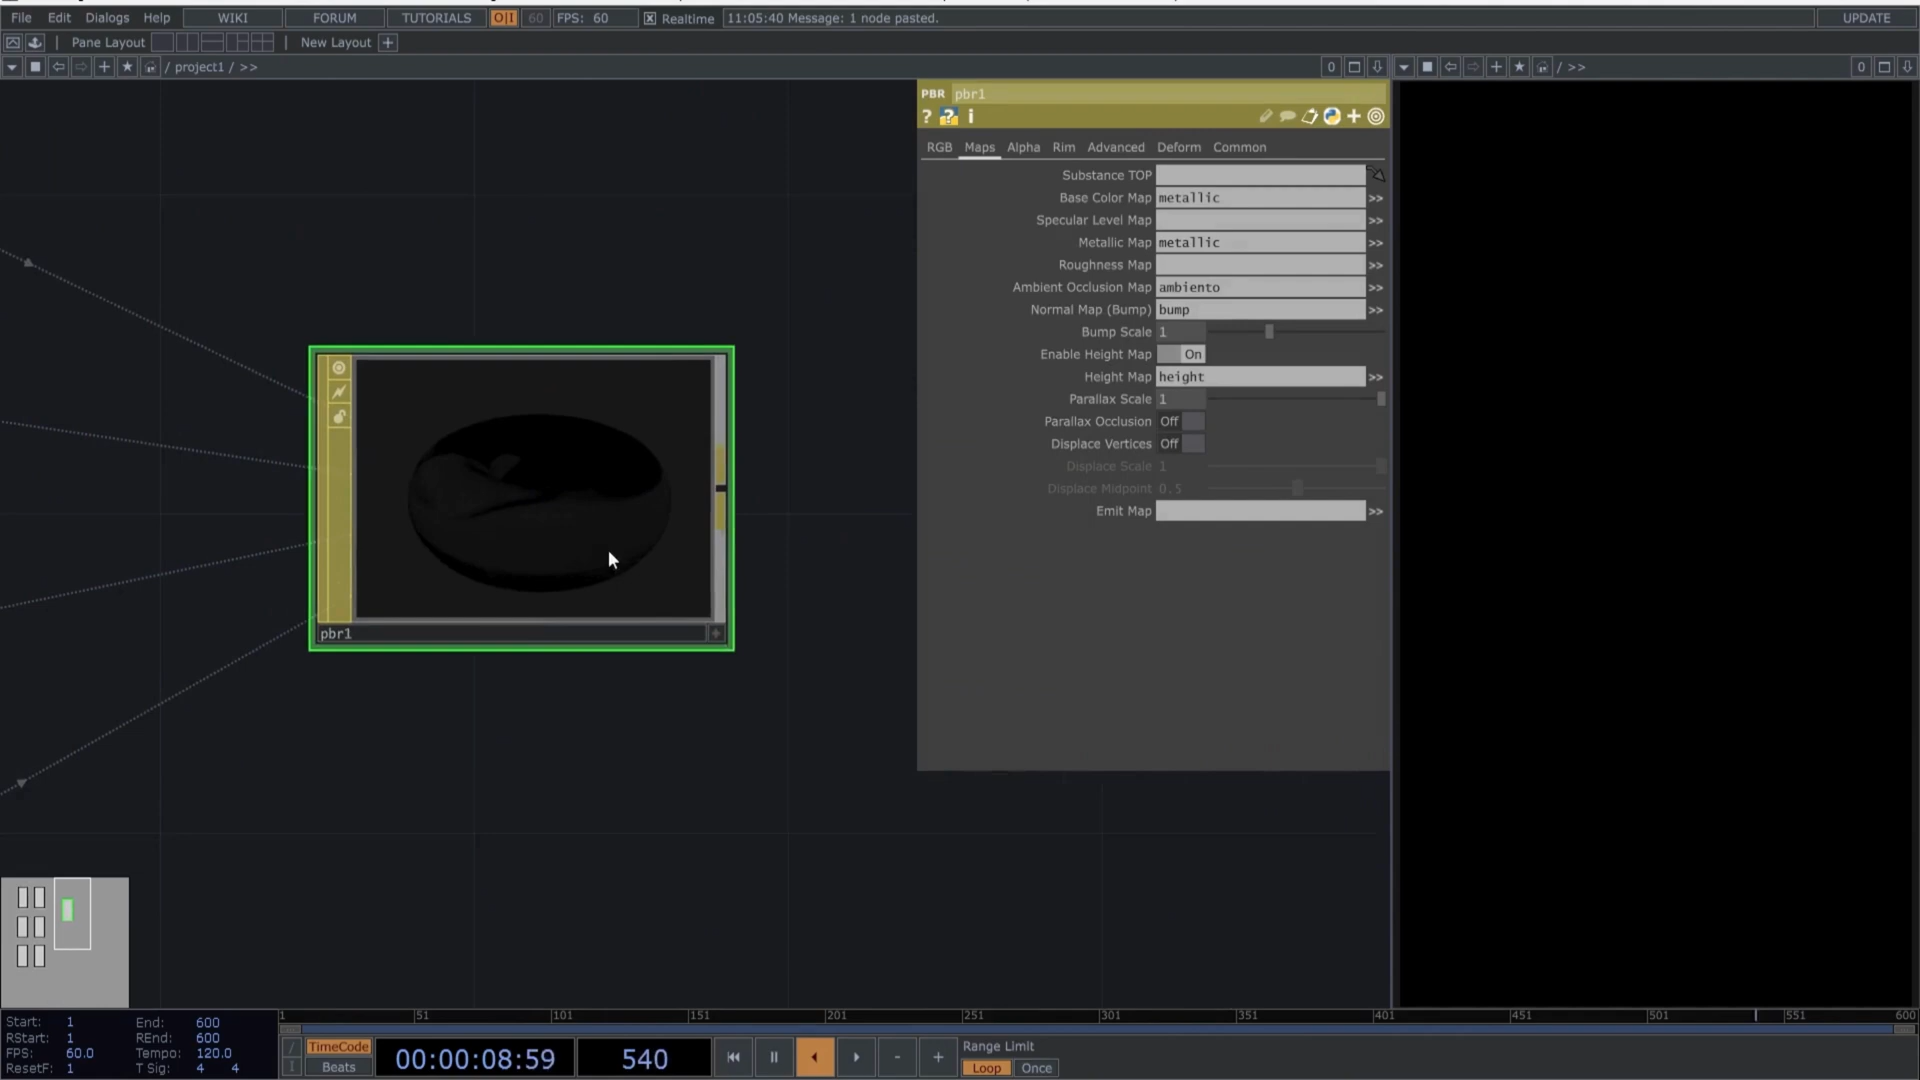 File Edit Dialogs Help WIKI FORUM TUTORIALS O|I 60 FPS: 60 Realtime 11:05:40 Message: 1 node pasted. UPDATE
Pane Layout New Layout +
/ project1 / >> 0 / >> 0
PBR pbr1
? ? i
RGB Maps Alpha Rim Advanced Deform Common
Substance TOP
Base Color Map metallic >>
Specular Level Map >>
Metallic Map metallic >>
Roughness Map >>
Ambient Occlusion Map ambiento >>
Normal Map (Bump) bump >>
Bump Scale 1
Enable Height Map On
Height Map height >>
Parallax Scale 1
Parallax Occlusion Off
Displace Vertices Off
Displace Scale 1
Displace Midpoint 0.5
Emit Map >>
pbr1
1 51 101 151 201 251 301 351 401 451 501 551 600
Start: 1 End: 600
RStart: 1 REnd: 600
FPS: 60.0 Tempo: 120.0
ResetF: 1 T Sig: 4 4
TimeCode
Beats
00:00:08:59 540 - +
Range Limit
Loop Once